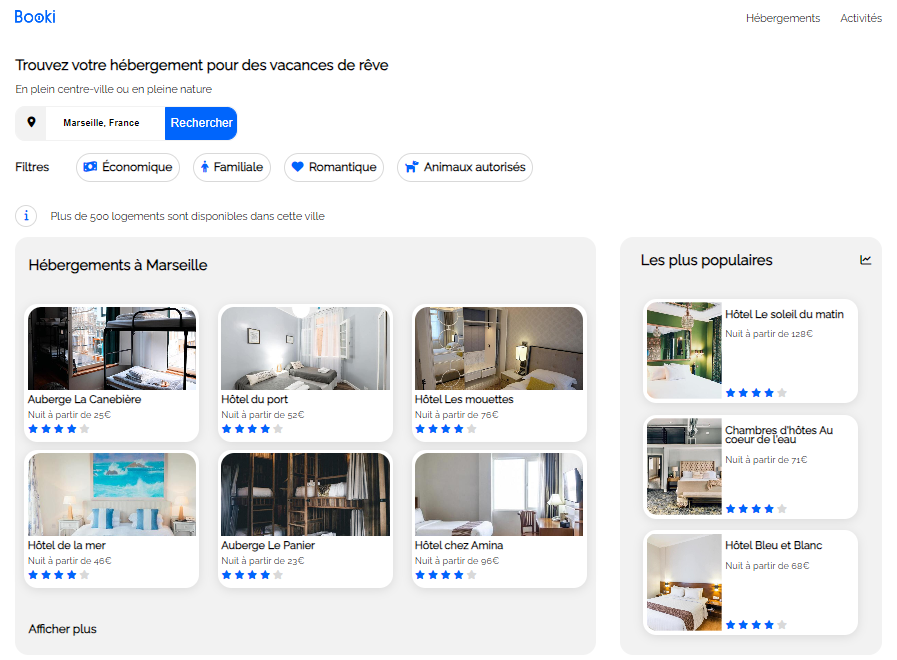 Booki
Hébergements
Activités
Trouvez votre hébergement pour des vacances de rêve
En plein centre-ville ou en pleine nature
Marseille, France
Rechercher
Filtres
Économique
Familiale
Romantique
Animaux autorisés
Plus de 500 logements sont disponibles dans cette ville
Hébergements à Marseille
Auberge La Canebière
Nuit à partir de 25€
Hôtel du port
Nuit à partir de 52€
Hôtel Les mouettes
Nuit à partir de 76€
Hôtel de la mer
Nuit à partir de 46€
Auberge Le Panier
Nuit à partir de 23€
Hôtel chez Amina
Nuit à partir de 96€
Afficher plus
Les plus populaires
Hôtel Le soleil du matin
Nuit à partir de 128€
Chambres d'hôtes Au
coeur de l'eau
Nuit à partir de 71€
Hôtel Bleu et Blanc
Nuit à partir de 68€